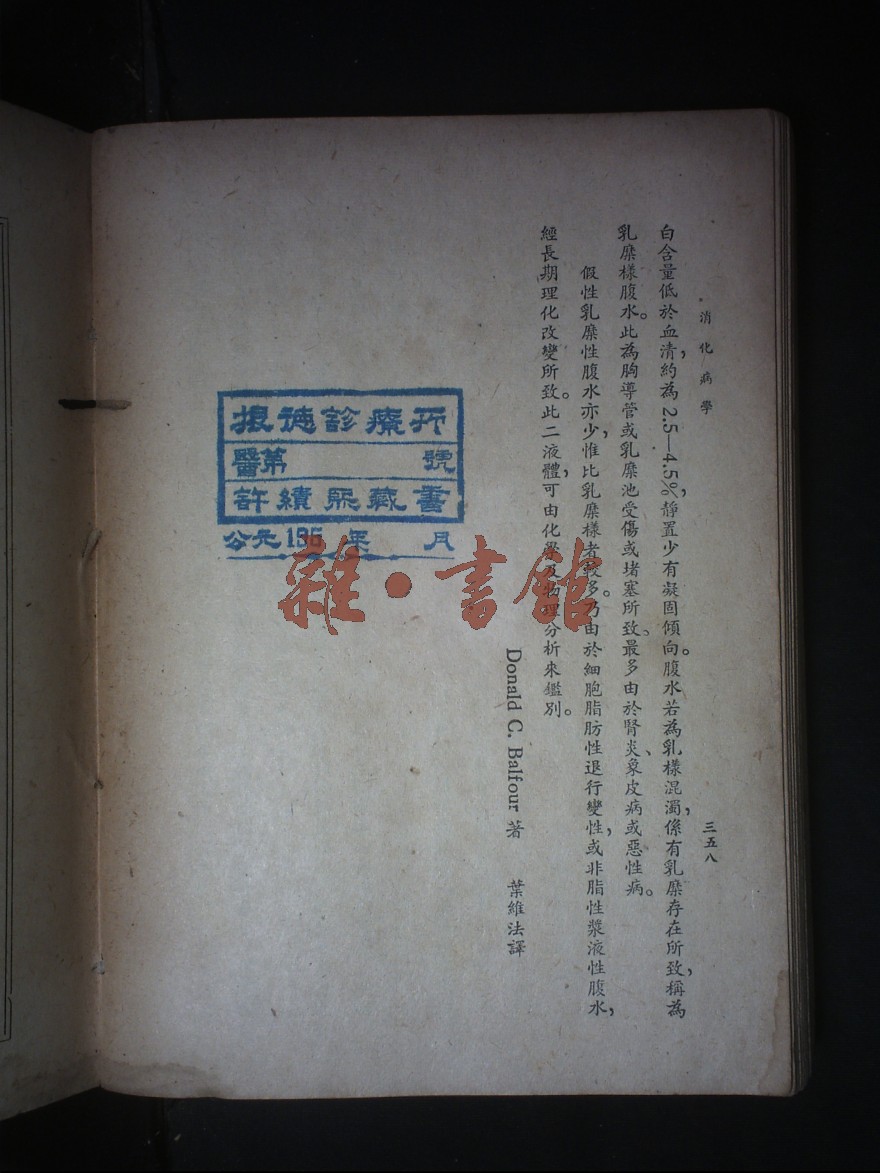 消化病學
三五八
白含量低於血清，約為2.5—4.5%，靜置少有凝固傾向。腹水若為乳樣混濁，係有乳糜存在所致，稱為
乳糜樣腹水。此為胸導管或乳糜池受傷或堵塞所致、最多由於腎炎、象皮病或惡性病。
假性乳糜性腹水亦少，惟比乳糜樣者較多。乃由於細胞脂肪性退行變性，或非脂性漿液性腹水，
經長期理化改變所致。此二液體，可由化學及物理分析來鑑別。
Donald C. Balfour 著 葉維法譯
德診療所
醫第 號
許績熙藏書
公元195 年 月
雜·書館